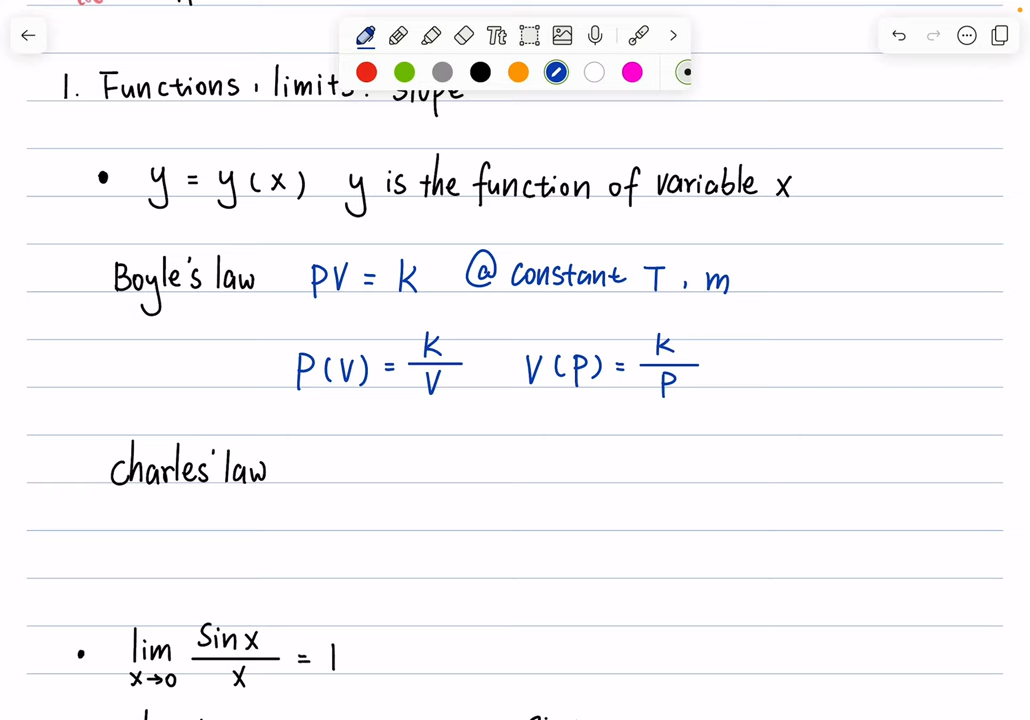 Tt
1. Functions, limits. slope
• y = y(x) y is the function of variable x
Boyle's law PV = k @ constant T, m
P(V) = k/V V(P) = k/P
Charles' law
• lim x→0 sin x / x = 1